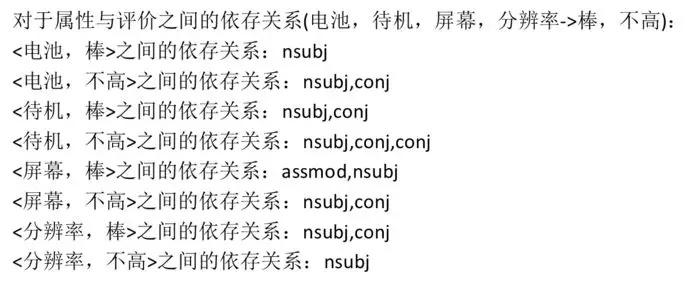 对于属性与评价之间的依存关系(电池，待机，屏幕，分辨率->棒，不高)：
<电池，棒>之间的依存关系：nsubj
<电池，不高>之间的依存关系：nsubj,conj
<待机，棒>之间的依存关系：nsubj,conj
<待机，不高>之间的依存关系：nsubj,conj,conj
<屏幕，棒>之间的依存关系：assmod,nsubj
<屏幕，不高>之间的依存关系：nsubj,conj
<分辨率，棒>之间的依存关系：nsubj,conj
<分辨率，不高>之间的依存关系：nsubj